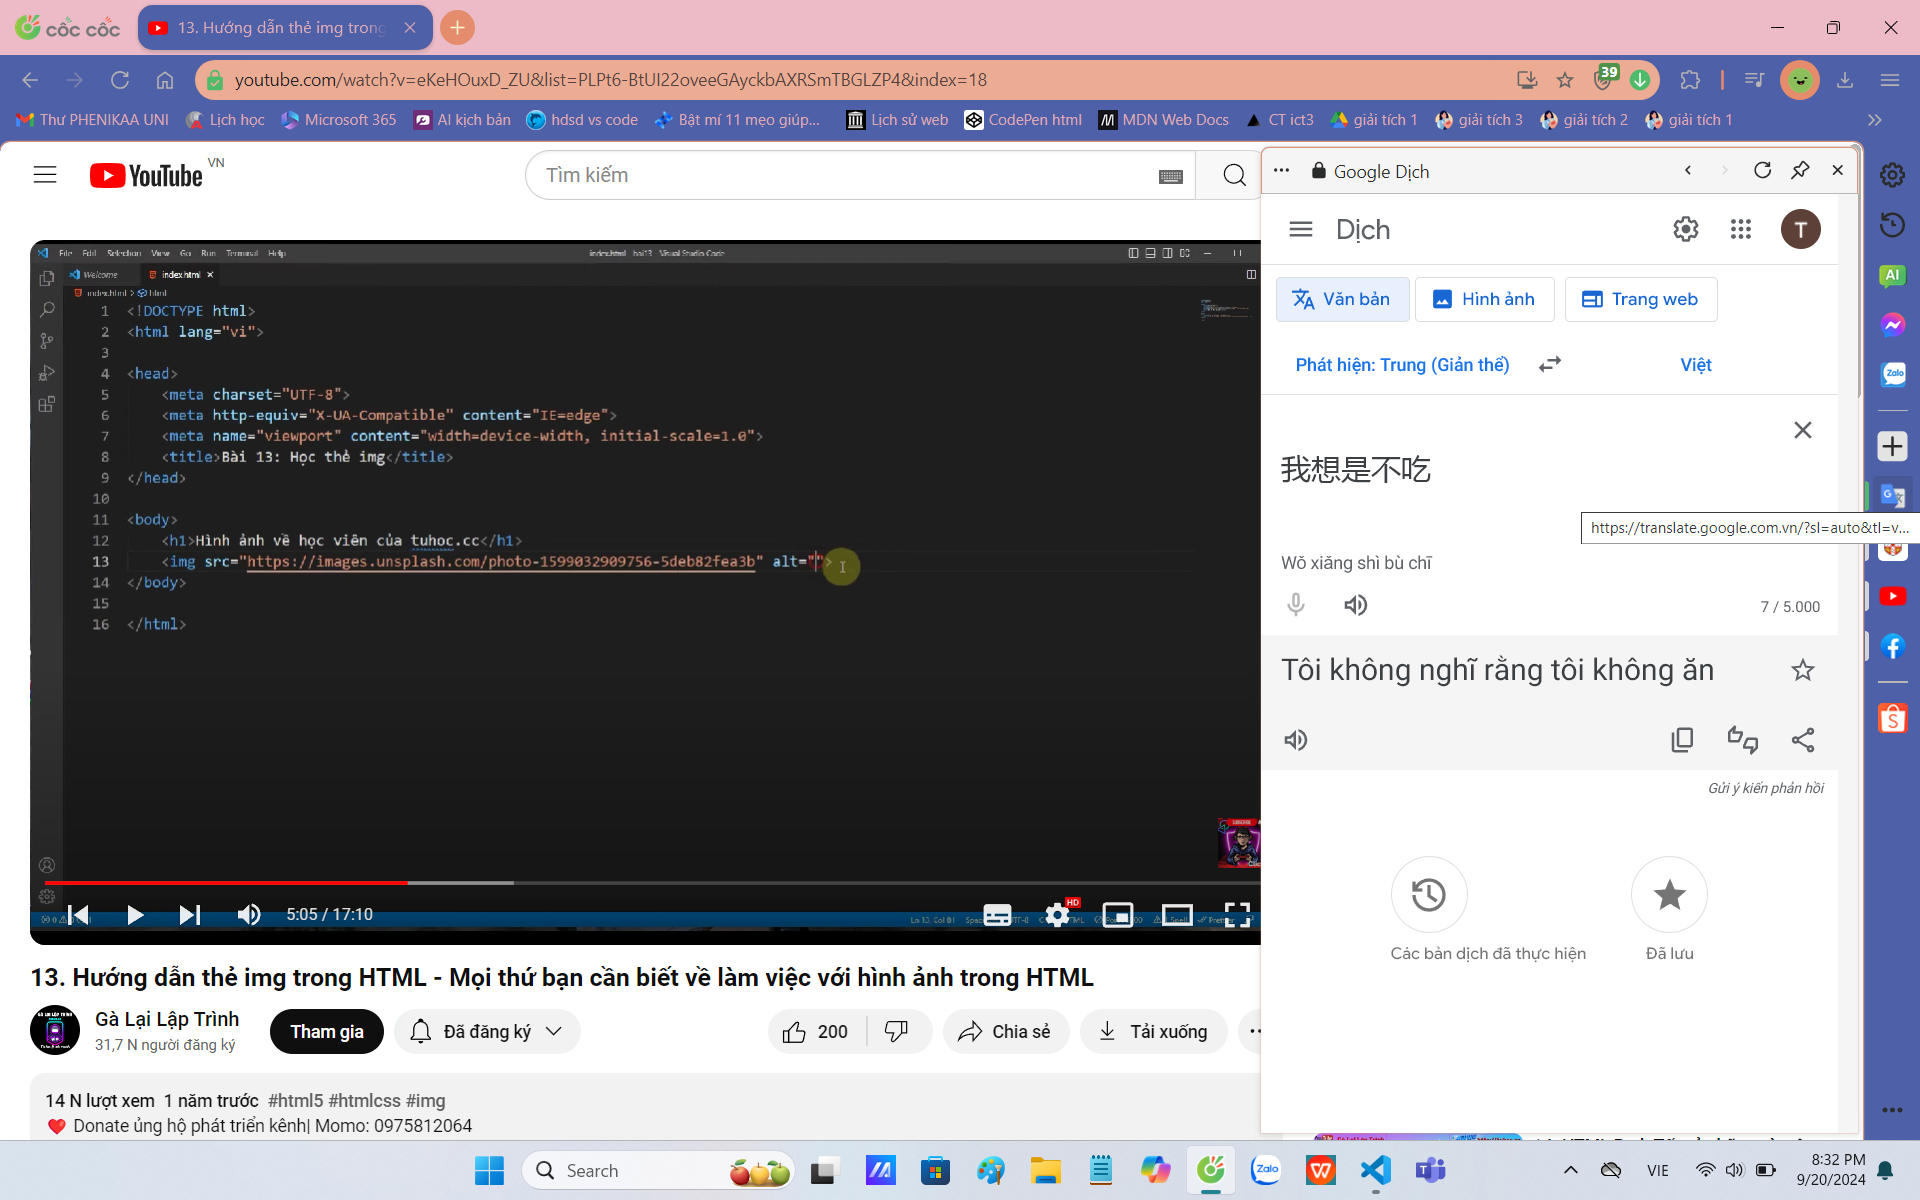 cốc cốc
13. Hướng dẫn thẻ img trong
youtube.com/watch?v=eKeHOuxD_ZU&list=PLPt6-BtUI22oveeGAyckbAXRSmTBGLZP4&index=18
39
Thư PHENIKAA UNI
Lịch học
Microsoft 365
AI kịch bản
hdsd vs code
Bật mí 11 mẹo giúp...
Lịch sử web
CodePen html
MDN Web Docs
CT ict3
giải tích 1
giải tích 3
giải tích 2
giải tích 1
YouTube VN
Tìm kiếm
File Edit Selection View Go Run Terminal Help
index.html - bai13 - Visual Studio Code
Welcome
index.html
index.html > html
1 <!DOCTYPE html>
2 <html lang="vi">
3
4 <head>
5 <meta charset="UTF-8">
6 <meta http-equiv="X-UA-Compatible" content="IE=edge">
7 <meta name="viewport" content="width=device-width, initial-scale=1.0">
8 <title>Bài 13: Học thẻ img</title>
9 </head>
10
11 <body>
12 <h1>Hình ảnh về học viên của tuhoc.cc</h1>
13 <img src="https://images.unsplash.com/photo-1599032909756-5deb82fea3b" alt="">
14 </body>
15
16 </html>
5:05 / 17:10
HD
13. Hướng dẫn thẻ img trong HTML - Mọi thứ bạn cần biết về làm việc với hình ảnh trong HTML
Gà Lại Lập Trình
31,7 N người đăng ký
Tham gia
Đã đăng ký
200
Chia sẻ
Tải xuống
14 N lượt xem 1 năm trước #html5 #htmlcss #img
Donate ủng hộ phát triển kênh| Momo: 0975812064
Google Dịch
Dịch
T
Văn bản
Hình ảnh
Trang web
Phát hiện: Trung (Giản thể)
Việt
我想是不吃
https://translate.google.com.vn/?sl=auto&tl=v...
Wǒ xiǎng shì bù chī
7 / 5.000
Tôi không nghĩ rằng tôi không ăn
Gửi ý kiến phản hồi
Các bản dịch đã thực hiện
Đã lưu
AI
Zalo
Search
Zalo
VIE
8:32 PM
9/20/2024